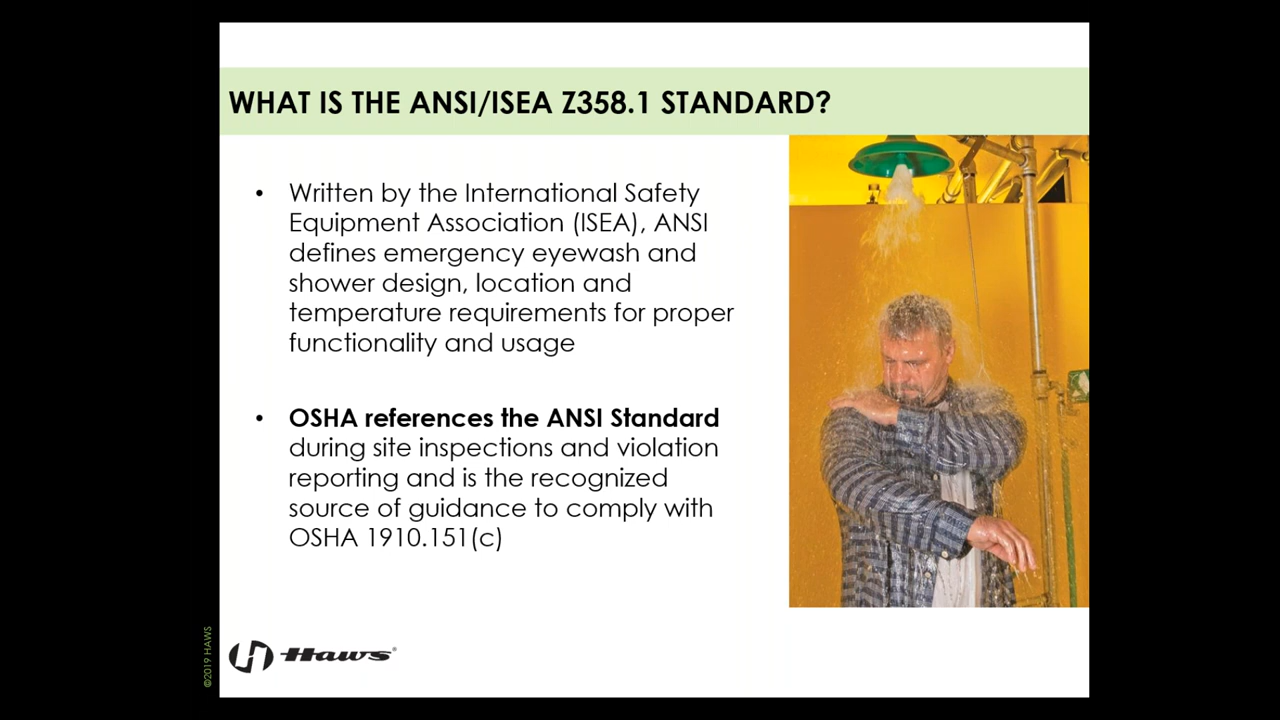 WHAT IS THE ANSI/ISEA Z358.1 STANDARD?
• Written by the International Safety
Equipment Association (ISEA), ANSI
defines emergency eyewash and
shower design, location and
temperature requirements for proper
functionality and usage
• OSHA references the ANSI Standard
during site inspections and violation
reporting and is the recognized
source of guidance to comply with
OSHA 1910.151(c)
©2019 HAWS
Haws®